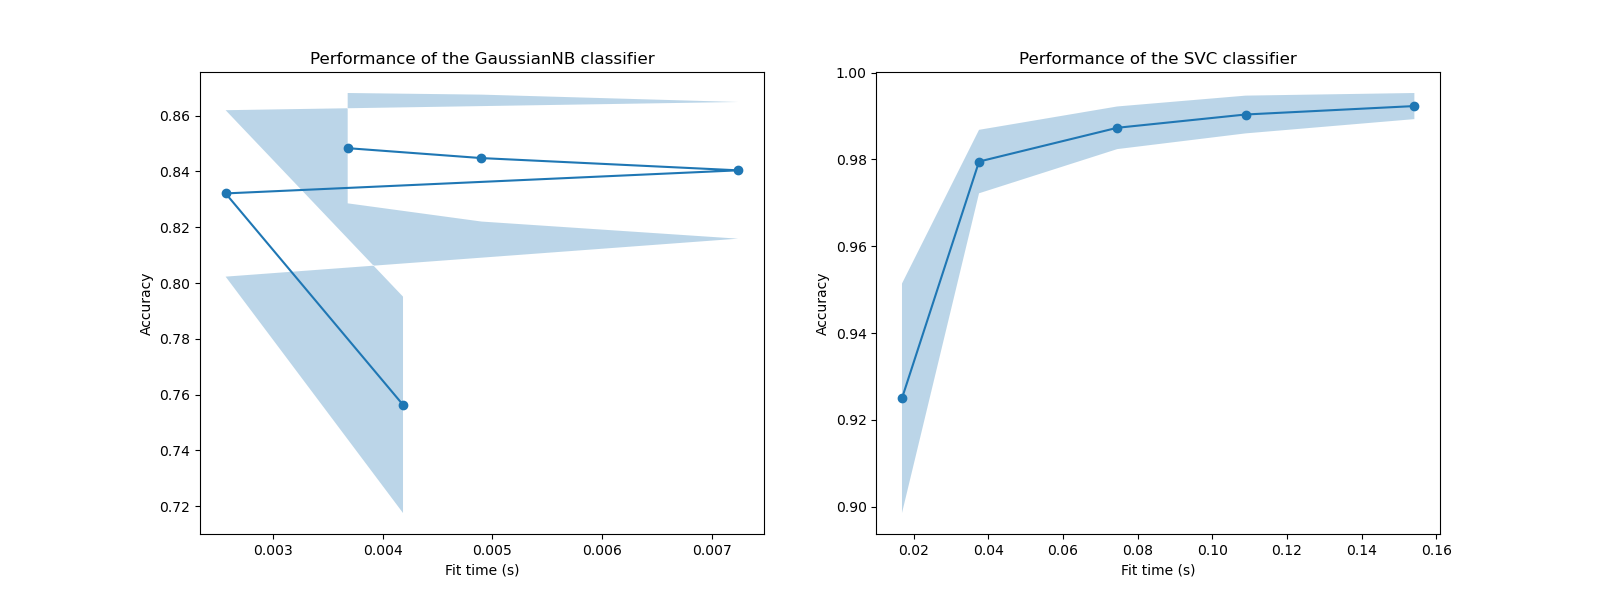 Performance of the GaussianNB classifier
Accuracy
0.86
0.84
0.82
0.80
0.78
0.76
0.74
0.72
0.003 0.004 0.005 0.006 0.007
Fit time (s)
Performance of the SVC classifier
Accuracy
1.00
0.98
0.96
0.94
0.92
0.90
0.02 0.04 0.06 0.08 0.10 0.12 0.14 0.16
Fit time (s)